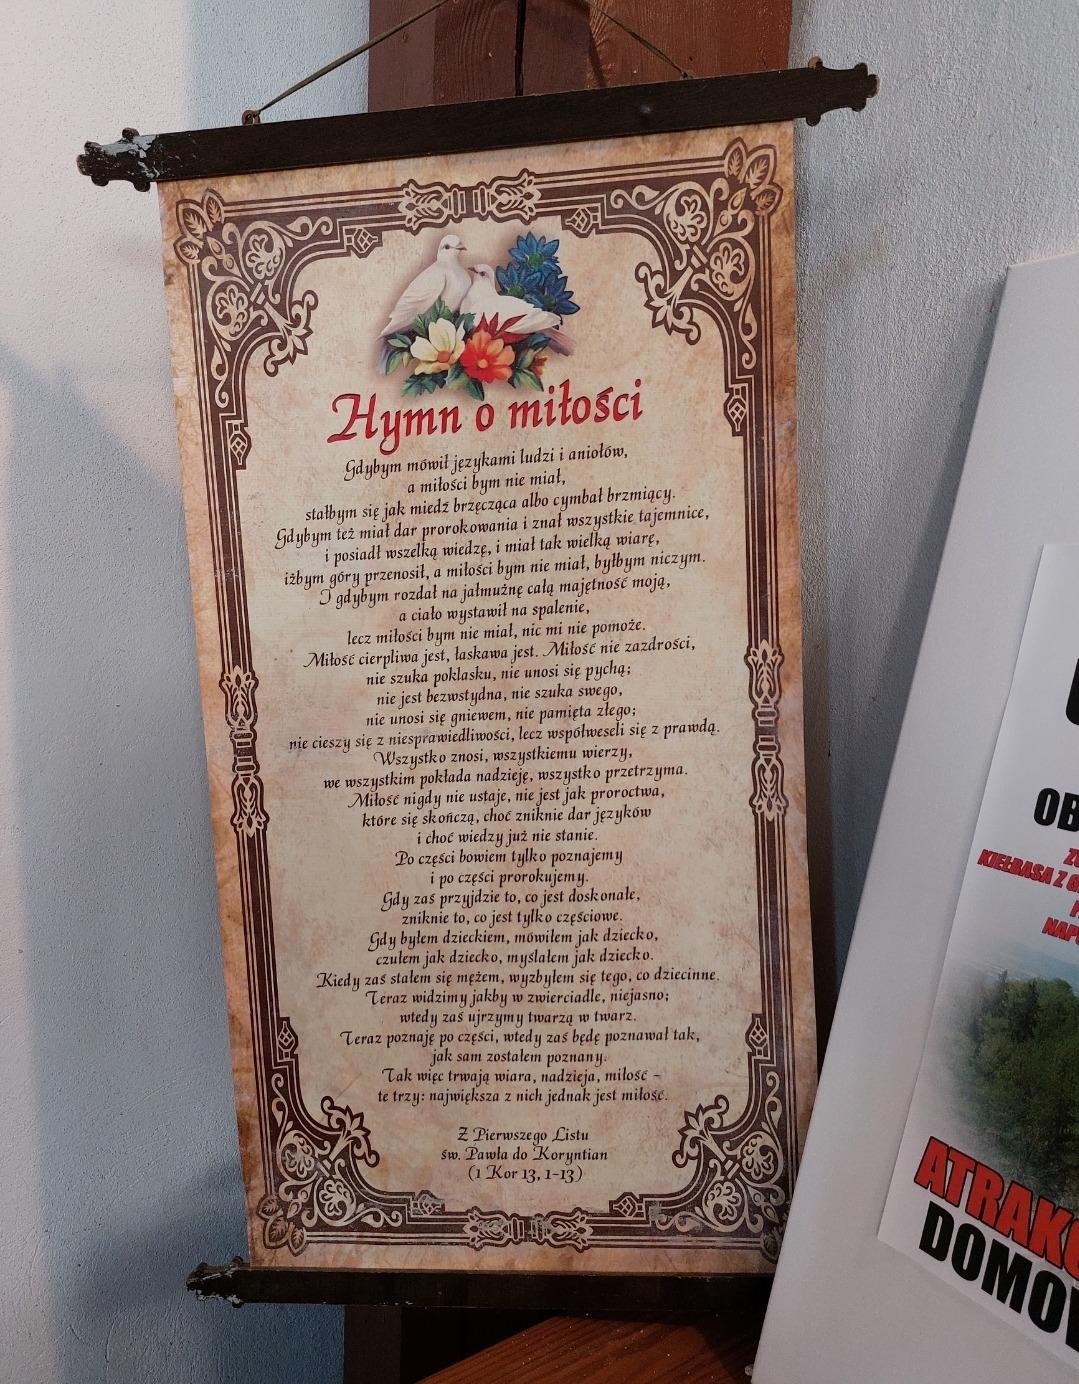 Hymn o miłości
Gdybym mówił językami ludzi i aniołów,
a miłości bym nie miał,
stałbym się jak miedź brzęcząca albo cymbał brzmiący.
Gdybym też miał dar prorokowania i znał wszystkie tajemnice,
i posiadł wszelką wiedzę, i miał tak wielką wiarę,
iżbym góry przenosił, a miłości bym nie miał, byłbym niczym.
I gdybym rozdał na jałmużnę całą majętność moją,
a ciało wystawił na spalenie,
lecz miłości bym nie miał, nic mi nie pomoże.
Miłość cierpliwa jest, łaskawa jest. Miłość nie zazdrości,
nie szuka poklasku, nie unosi się pychą;
nie jest bezwstydna, nie szuka swego,
nie unosi się gniewem, nie pamięta złego;
nie cieszy się z niesprawiedliwości, lecz współweseli się z prawdą.
Wszystko znosi, wszystkiemu wierzy,
we wszystkim pokłada nadzieję, wszystko przetrzyma.
Miłość nigdy nie ustaje, nie jest jak proroctwa,
które się skończą, choć zniknie dar języków
i choć wiedzy już nie stanie.
Po części bowiem tylko poznajemy
i po części prorokujemy.
Gdy zaś przyjdzie to, co jest doskonałe,
zniknie to, co jest tylko częściowe.
Gdy byłem dzieckiem, mówiłem jak dziecko,
czułem jak dziecko, myślałem jak dziecko.
Kiedy zaś stałem się mężem, wyzbyłem się tego, co dziecinne.
Teraz widzimy jakby w zwierciadle, niejasno;
wtedy zaś ujrzymy twarzą w twarz.
Teraz poznaję po części, wtedy zaś będę poznawał tak,
jak sam zostałem poznany.
Tak więc trwają wiara, nadzieja, miłość –
te trzy: największa z nich jednak jest miłość.
Z Pierwszego Listu
św. Pawła do Koryntian
(1 Kor 13, 1-13)
KIEŁBASA Z